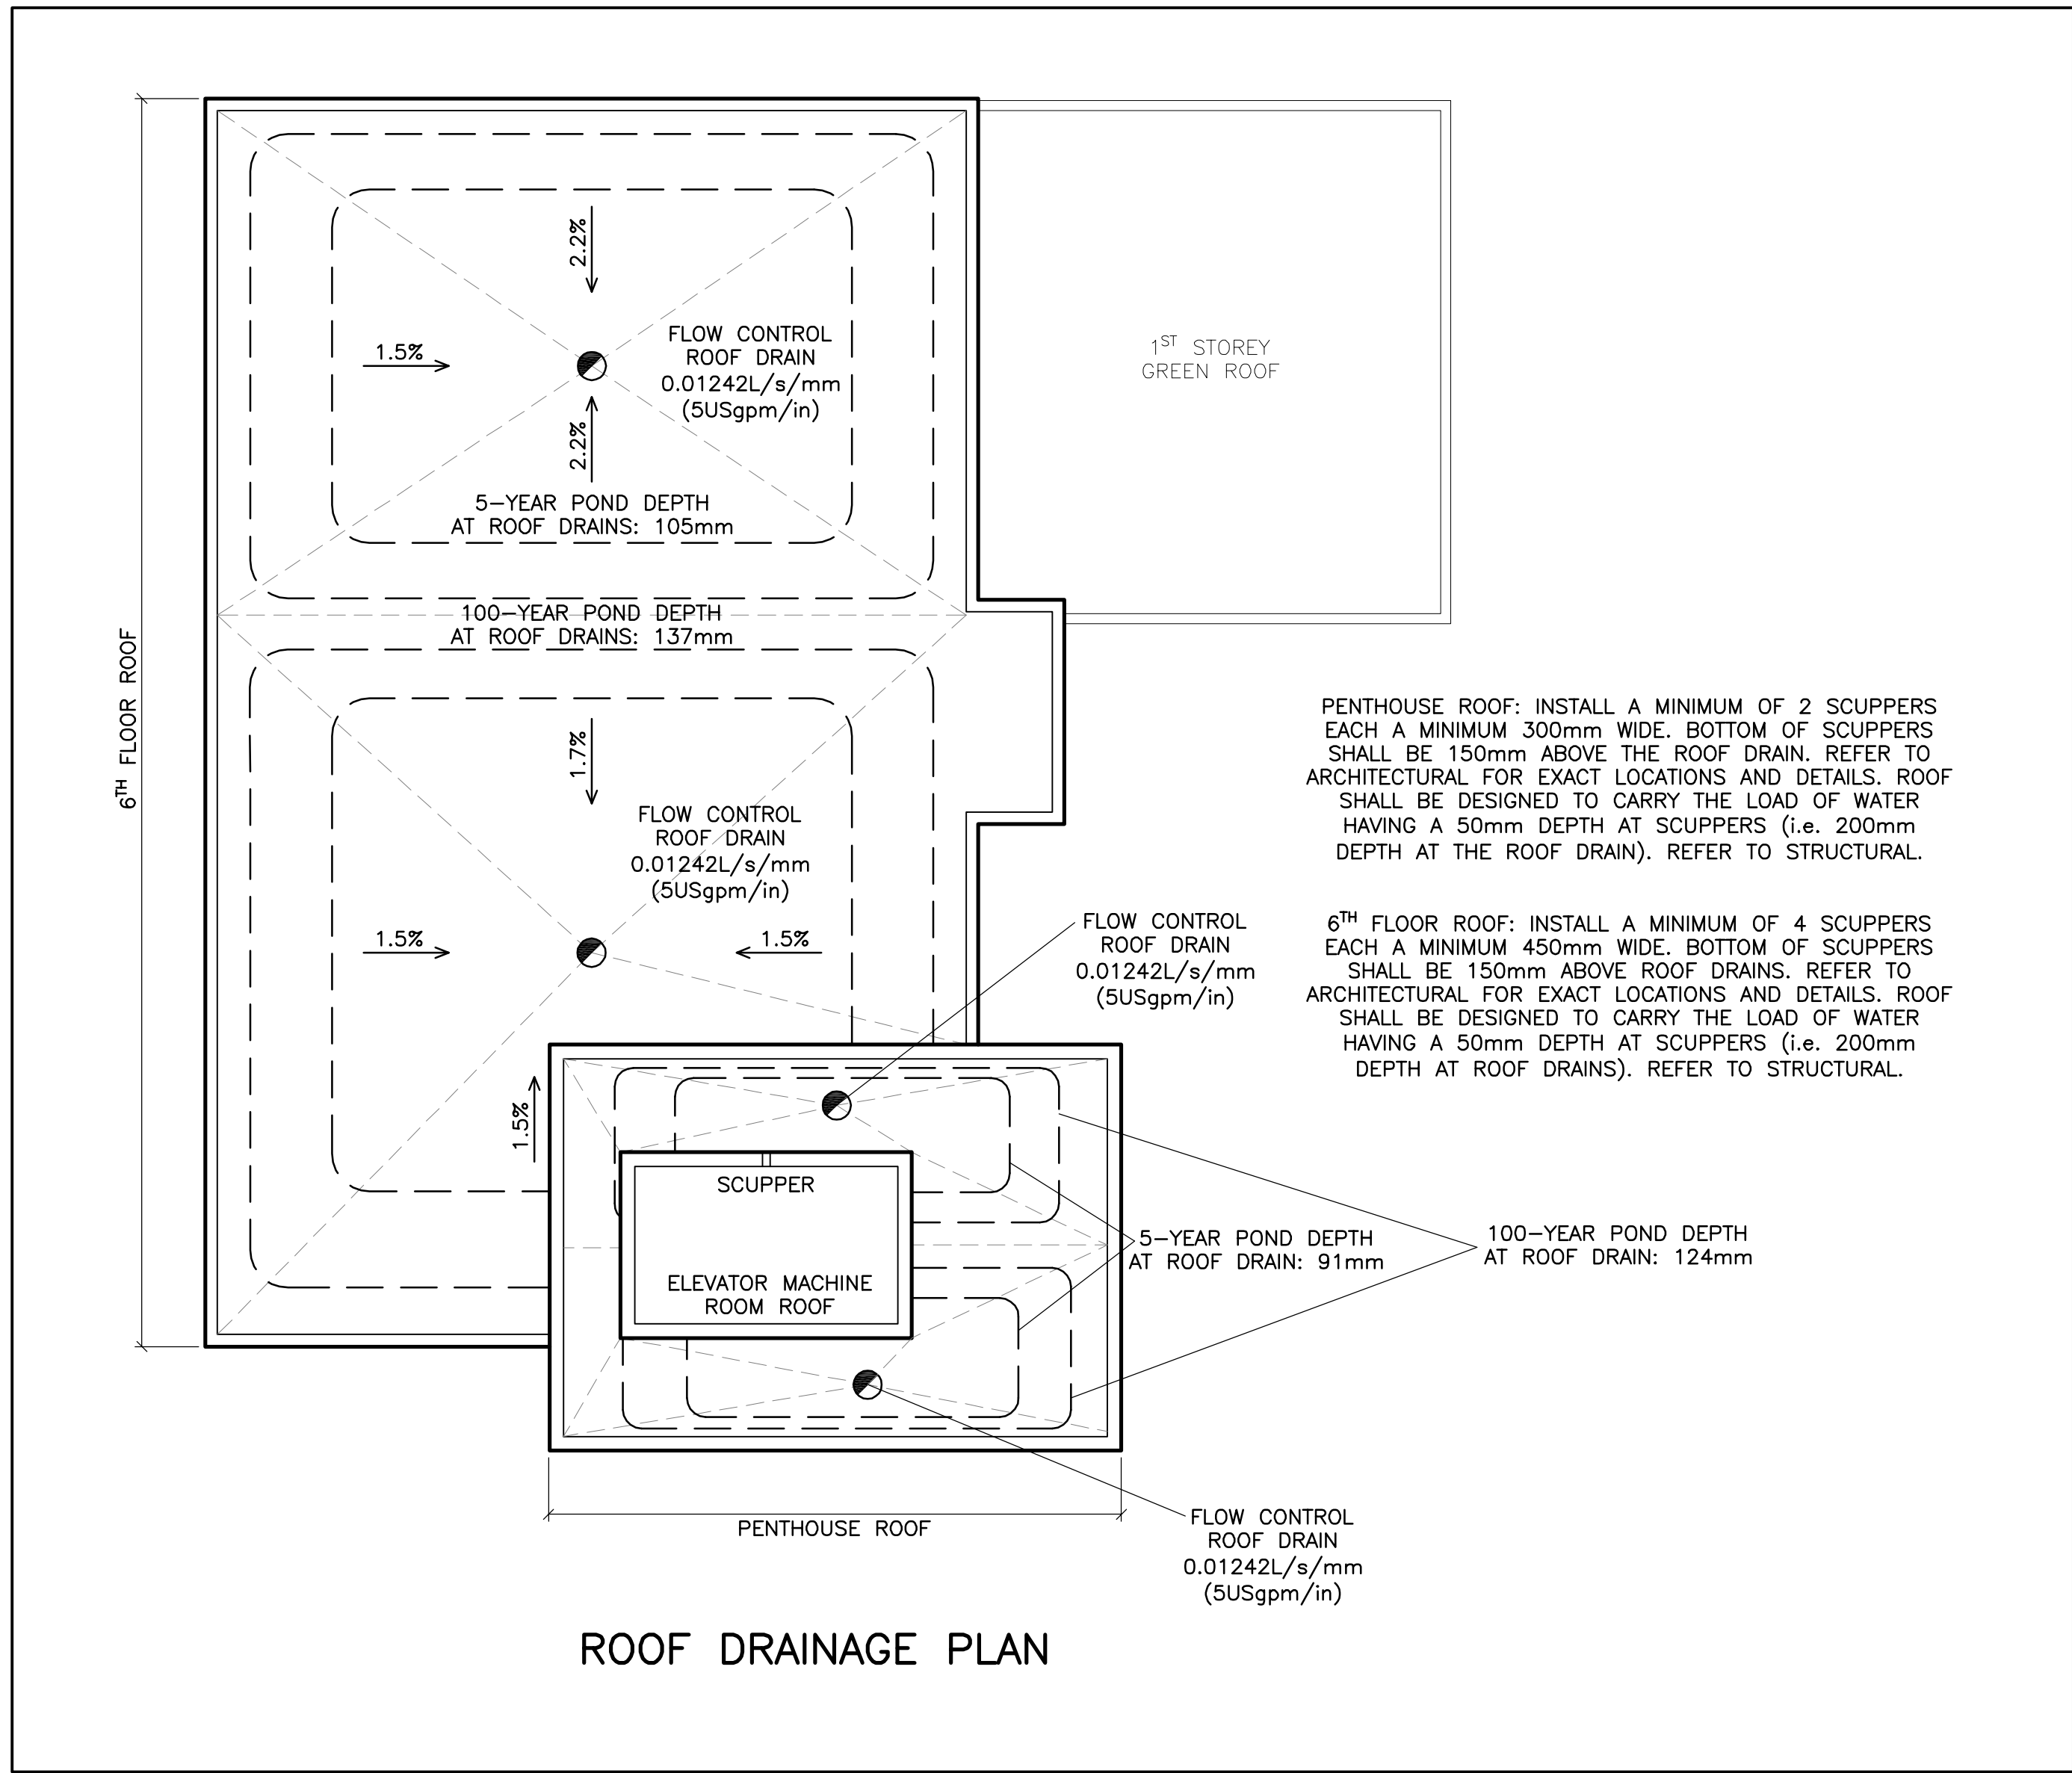 2.2%
1.5%
FLOW CONTROL
ROOF DRAIN
0.01242L/s/mm
(5USgpm/in)
2.2%
5-YEAR POND DEPTH
AT ROOF DRAINS: 105mm
1ST STOREY
GREEN ROOF
100-YEAR POND DEPTH
AT ROOF DRAINS: 137mm
6TH FLOOR ROOF
1.7%
FLOW CONTROL
ROOF DRAIN
0.01242L/s/mm
(5USgpm/in)
1.5%
1.5%
PENTHOUSE ROOF: INSTALL A MINIMUM OF 2 SCUPPERS
EACH A MINIMUM 300mm WIDE. BOTTOM OF SCUPPERS
SHALL BE 150mm ABOVE THE ROOF DRAIN. REFER TO
ARCHITECTURAL FOR EXACT LOCATIONS AND DETAILS. ROOF
SHALL BE DESIGNED TO CARRY THE LOAD OF WATER
HAVING A 50mm DEPTH AT SCUPPERS (i.e. 200mm
DEPTH AT THE ROOF DRAIN). REFER TO STRUCTURAL.
6TH FLOOR ROOF: INSTALL A MINIMUM OF 4 SCUPPERS
EACH A MINIMUM 450mm WIDE. BOTTOM OF SCUPPERS
SHALL BE 150mm ABOVE ROOF DRAINS. REFER TO
ARCHITECTURAL FOR EXACT LOCATIONS AND DETAILS. ROOF
SHALL BE DESIGNED TO CARRY THE LOAD OF WATER
HAVING A 50mm DEPTH AT SCUPPERS (i.e. 200mm
DEPTH AT ROOF DRAINS). REFER TO STRUCTURAL.
FLOW CONTROL
ROOF DRAIN
0.01242L/s/mm
(5USgpm/in)
1.5%
SCUPPER
ELEVATOR MACHINE
ROOM ROOF
5-YEAR POND DEPTH
AT ROOF DRAIN: 91mm
100-YEAR POND DEPTH
AT ROOF DRAIN: 124mm
PENTHOUSE ROOF
FLOW CONTROL
ROOF DRAIN
0.01242L/s/mm
(5USgpm/in)
ROOF DRAINAGE PLAN